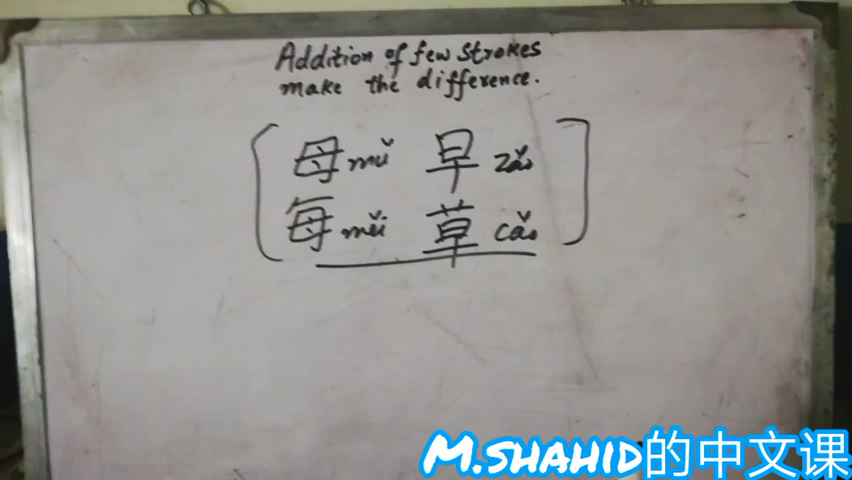 Addition of few strokes
make the difference.
母 mǔ 早 zǎo
每 měi 草 cǎo
M.SHAHID的中文课